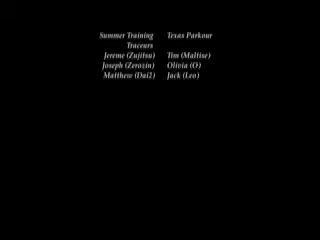 Summer Training Texas Parkour
Traceurs
Jereme (Zujitsu) Tim (Maltise)
Joseph (Zerozin) Olivia (O)
Matthew (Dai2) Jack (Leo)